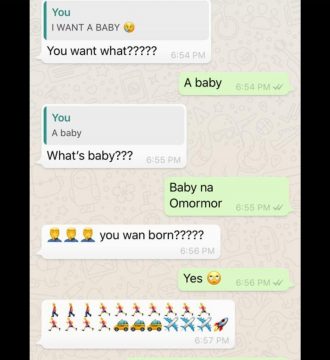 You
I WANT A BABY 😢
You want what?????
6:54 PM
A baby
6:54 PM
You
A baby
What's baby???
6:55 PM
Baby na
Omormor
6:55 PM
🤦‍♂️🤦‍♂️🤦‍♂️ you wan born?????
6:56 PM
Yes 🙄
6:56 PM
6:57 PM